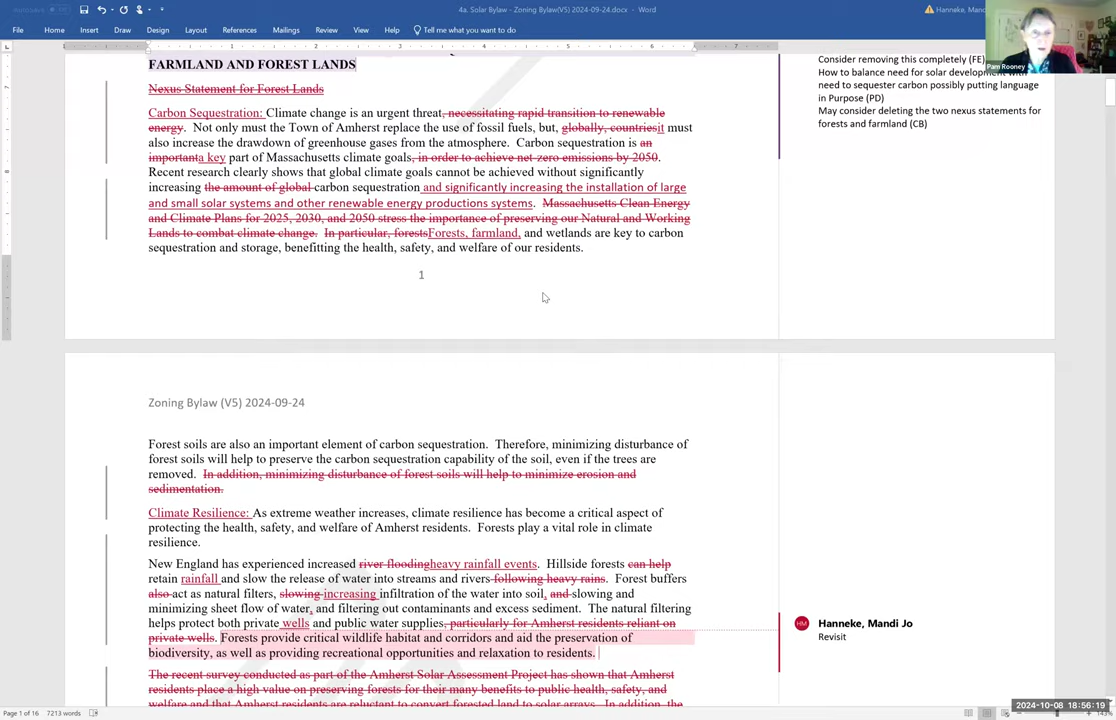 4a. Solar Bylaw - Zoning Bylaw(V5) 2024-09-24.docx - Word
Hanneke,
File Home Insert Draw Design Layout References Mailings Review View Help Tell me what you want to do
Pam Rooney
FARMLAND AND FOREST LANDS
Nexus Statement for Forest Lands
Carbon Sequestration: Climate change is an urgent threat, necessitating rapid transition to renewable
energy. Not only must the Town of Amherst replace the use of fossil fuels, but, globally, countriesit must
also increase the drawdown of greenhouse gases from the atmosphere. Carbon sequestration is an
importanta key part of Massachusetts climate goals, in order to achieve net-zero emissions by 2050.
Recent research clearly shows that global climate goals cannot be achieved without significantly
increasing the amount of global carbon sequestration and significantly increasing the installation of large
and small solar systems and other renewable energy productions systems. Massachusetts Clean Energy
and Climate Plans for 2025, 2030, and 2050 stress the importance of preserving our Natural and Working
Lands to combat climate change. In particular, forestsForests, farmland, and wetlands are key to carbon
sequestration and storage, benefitting the health, safety, and welfare of our residents.
1
Consider removing this completely (FE)
How to balance need for solar development with
need to sequester carbon possibly putting language
in Purpose (PD)
May consider deleting the two nexus statements for
forests and farmland (CB)
Zoning Bylaw (V5) 2024-09-24
Forest soils are also an important element of carbon sequestration. Therefore, minimizing disturbance of
forest soils will help to preserve the carbon sequestration capability of the soil, even if the trees are
removed. In addition, minimizing disturbance of forest soils will help to minimize erosion and
sedimentation.
Climate Resilience: As extreme weather increases, climate resilience has become a critical aspect of
protecting the health, safety, and welfare of Amherst residents. Forests play a vital role in climate
resilience.
New England has experienced increased river floodingheavy rainfall events. Hillside forests can help
retain rainfall and slow the release of water into streams and rivers following heavy rains. Forest buffers
also act as natural filters, slowing increasing infiltration of the water into soil, and slowing and
minimizing sheet flow of water, and filtering out contaminants and excess sediment. The natural filtering
helps protect both private wells and public water supplies, particularly for Amherst residents reliant on
private wells. Forests provide critical wildlife habitat and corridors and aid the preservation of
biodiversity, as well as providing recreational opportunities and relaxation to residents.
The recent survey conducted as part of the Amherst Solar Assessment Project has shown that Amherst
residents place a high value on preserving forests for their many benefits to public health, safety, and
welfare and that Amherst residents are reluctant to convert forested land to solar arrays. In addition, the
HM Hanneke, Mandi Jo
Revisit
Page 1 of 16 7213 words
2024-10-08 18:56:19